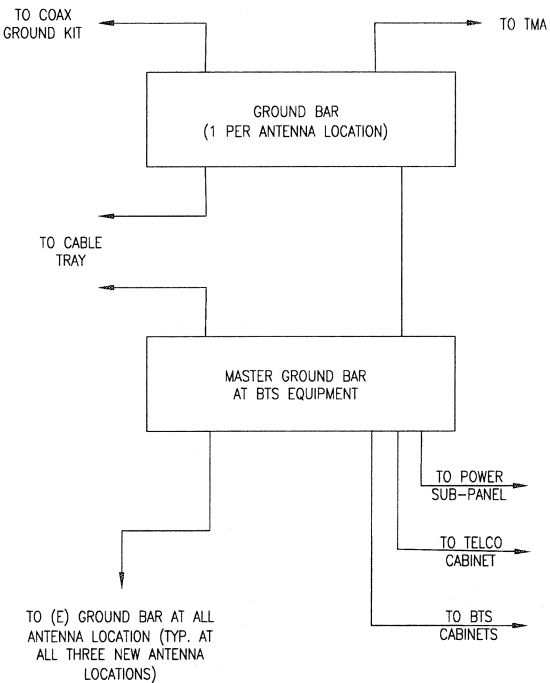 TO COAX
GROUND KIT
TO TMA
GROUND BAR
(1 PER ANTENNA LOCATION)
TO CABLE
TRAY
MASTER GROUND BAR
AT BTS EQUIPMENT
TO POWER
SUB-PANEL
TO TELCO
CABINET
TO BTS
CABINETS
TO (E) GROUND BAR AT ALL
ANTENNA LOCATION (TYP. AT
ALL THREE NEW ANTENNA
LOCATIONS)